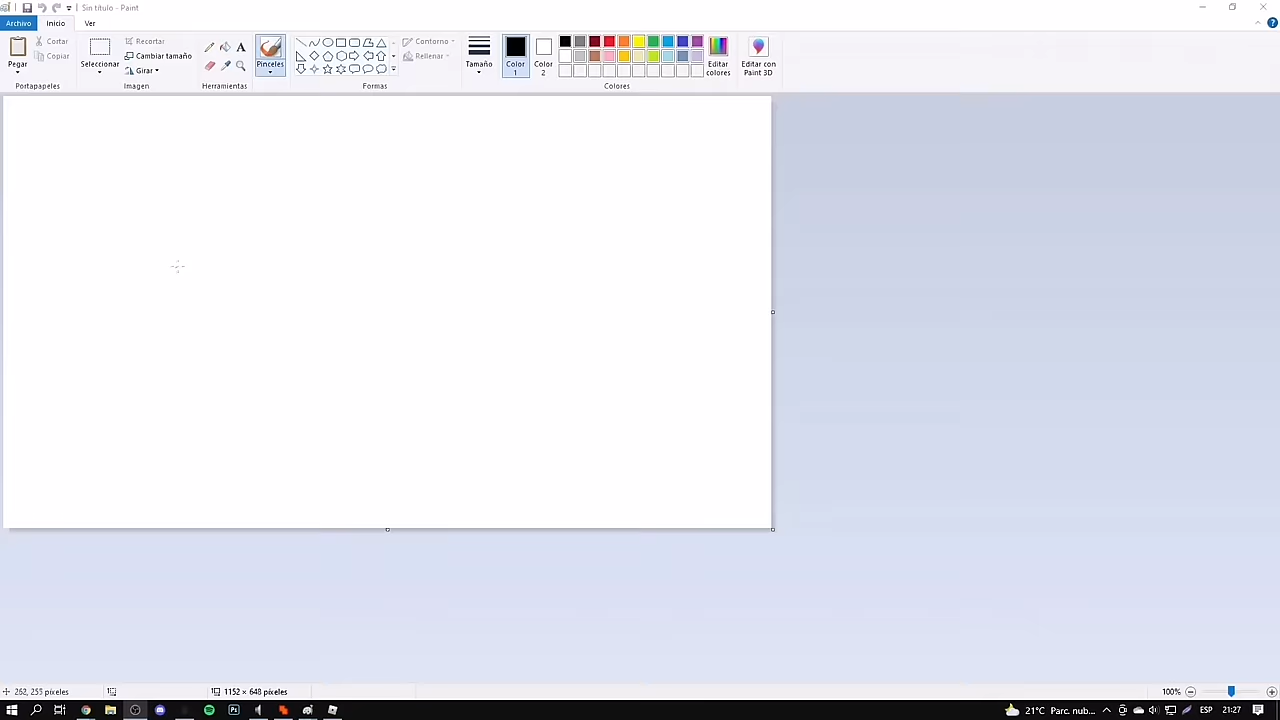 Sin título - Paint
Archivo Inicio Ver
Pegar
Cortar
Copiar
Portapapeles
Seleccionar
Recortar
Cambiar tamaño
Girar
Imagen
A
Herramientas
Pinceles
Contorno
Rellenar
Formas
Tamaño
Color 1
Color 2
Editar colores
Colores
Editar con Paint 3D
252, 255 píxeles
1152 × 648 píxeles
100%
21°C Parc. nub...
ESP
21:27